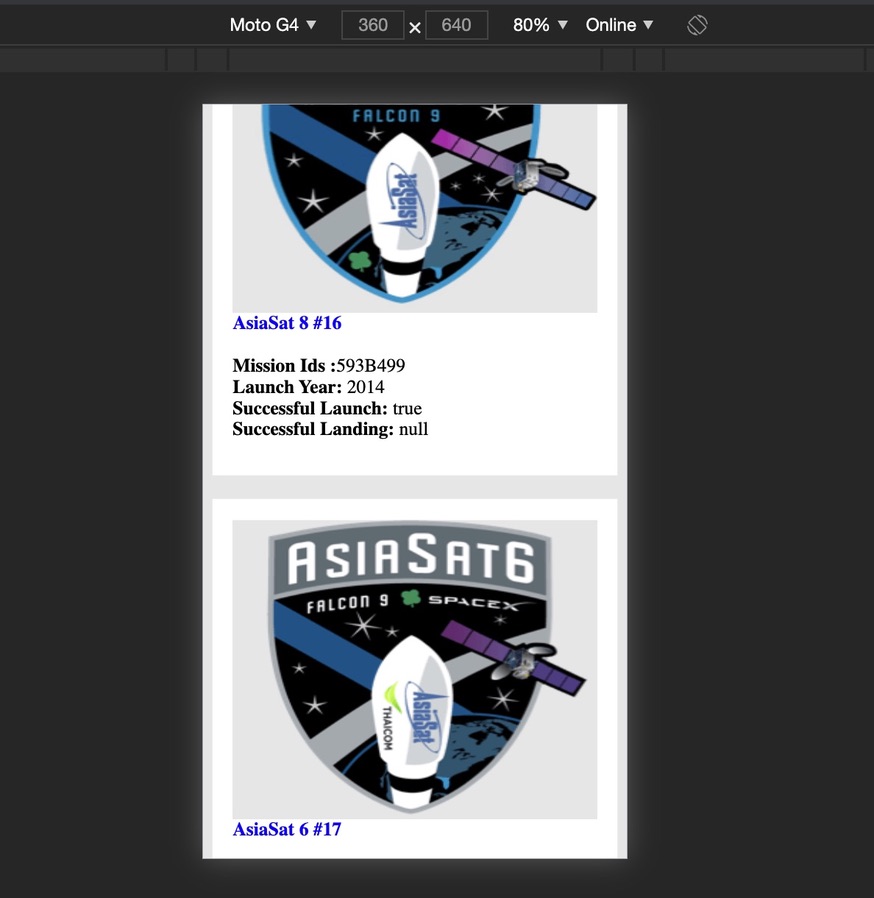 Moto G4 ▼ 360 × 640 80% ▼ Online ▼
FALCON 9
AsiaSat
AsiaSat 8 #16
Mission Ids :593B499
Launch Year: 2014
Successful Launch: true
Successful Landing: null
ASIASAT6
FALCON 9 SPACEX
AsiaSat
THAICOM
AsiaSat 6 #17